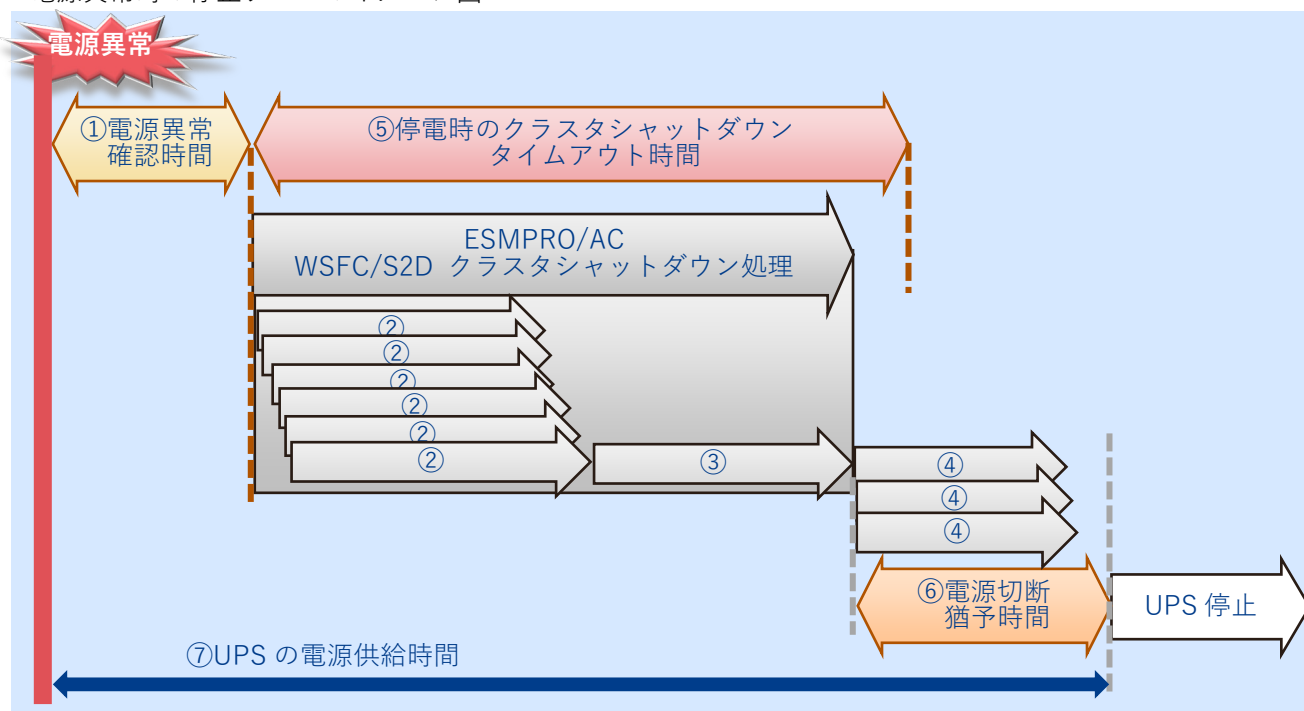 電源異常
①電源異常
確認時間
⑤停電時のクラスタシャットダウン
タイムアウト時間
ESMPRO/AC
WSFC/S2D クラスタシャットダウン処理
②
②
②
②
②
②
③
④
④
④
⑥電源切断
猶予時間
UPS 停止
⑦UPS の電源供給時間